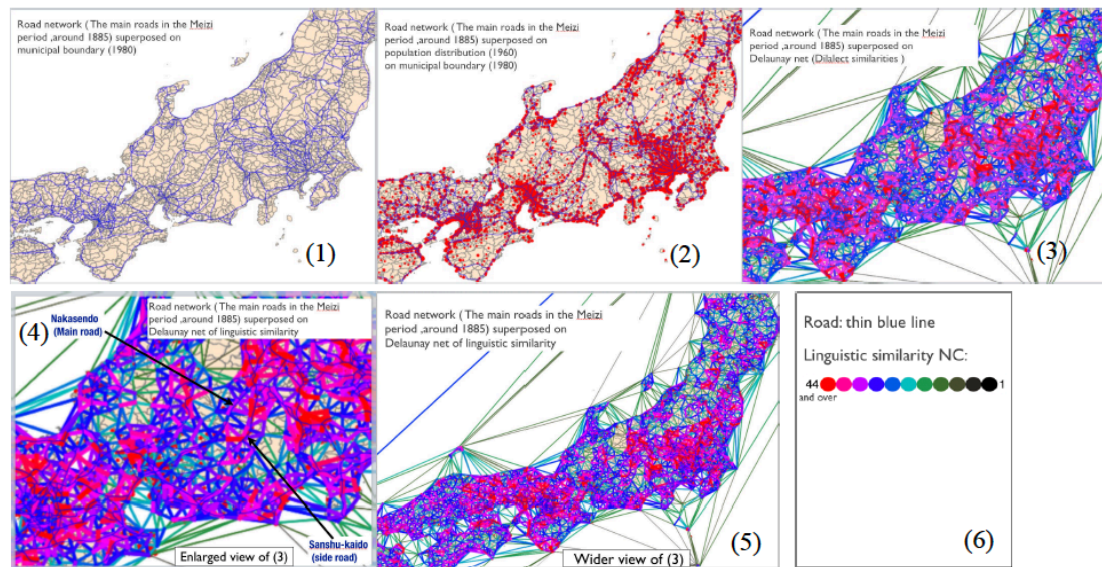 Road network ( The main roads in the Meizi
period ,around 1885) superposed on
municipal boundary (1980)
(1)
Road network ( The main roads in the Meizi
period ,around 1885) superposed on
population distribution (1960)
on municipal boundary (1980)
(2)
Road network ( The main roads in the Meizi
period ,around 1885) superposed on
Delaunay net (Dilalect similarities )
(3)
(4)
Nakasendo
(Main road)
Road network ( The main roads in the Meizi
period ,around 1885) superposed on
Delaunay net of linguistic similarity
Sanshu-kaido
(side road)
Enlarged view of (3)
Road network ( The main roads in the Meizi
period ,around 1885) superposed on
Delaunay net of linguistic similarity
(5)
Wider view of (3)
Road: thin blue line
Linguistic similarity NC:
44 1
and over
(6)